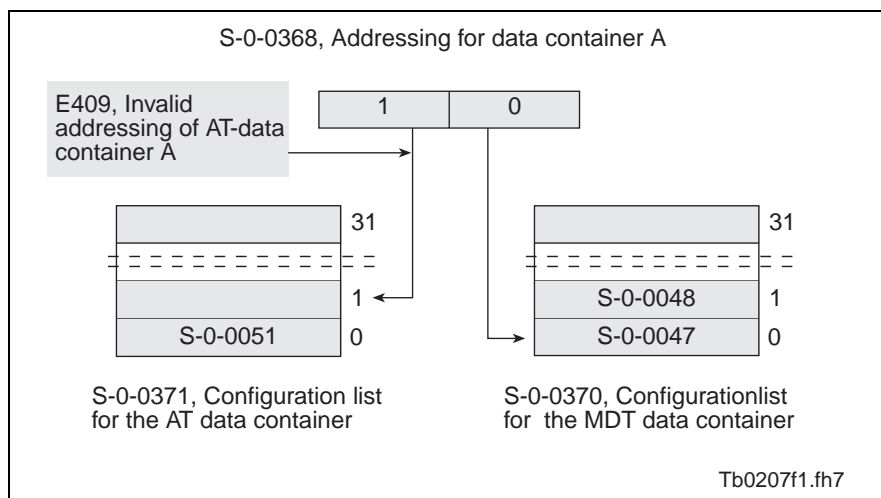 S-0-0368, Addressing for data container A
E409, Invalid
addressing of AT-data
container A
1 0
31
1
S-0-0051 0
31
S-0-0048 1
S-0-0047 0
S-0-0371, Configuration list
for the AT data container
S-0-0370, Configurationlist
for the MDT data container
Tb0207f1.fh7